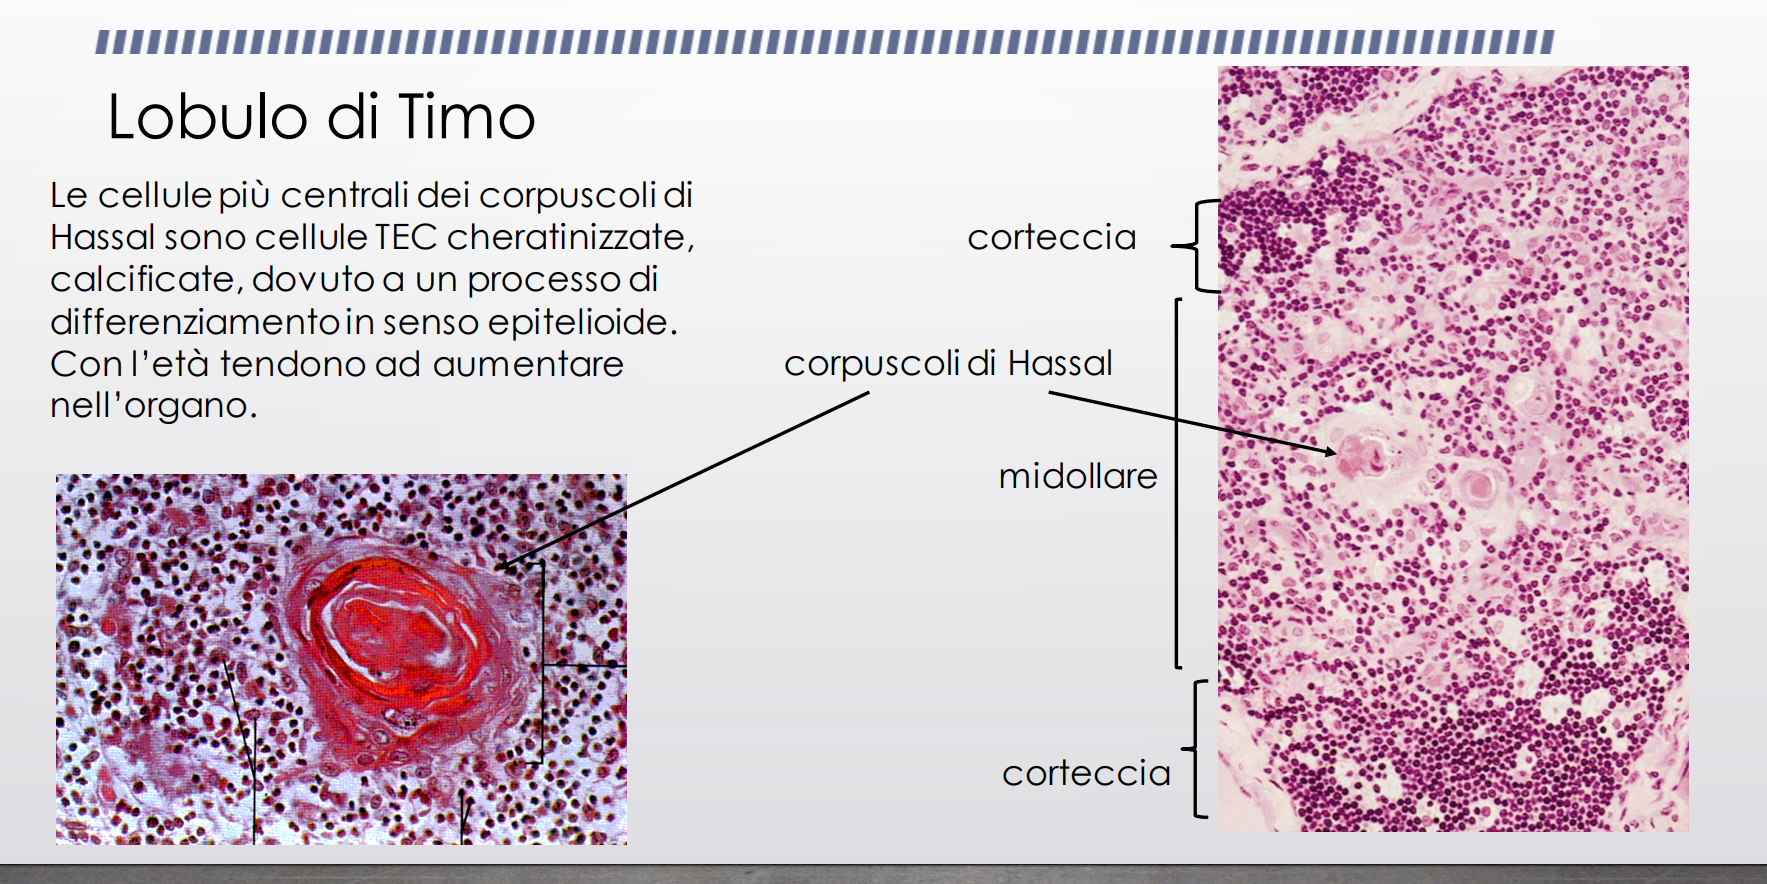 Lobulo di Timo
Le cellule più centrali dei corpuscoli di
Hassal sono cellule TEC cheratinizzate,
calcificate, dovuto a un processo di
differenziamento in senso epitelioide.
Con l’età tendono ad aumentare
nell’organo.
corteccia
corpuscoli di Hassal
midollare
corteccia